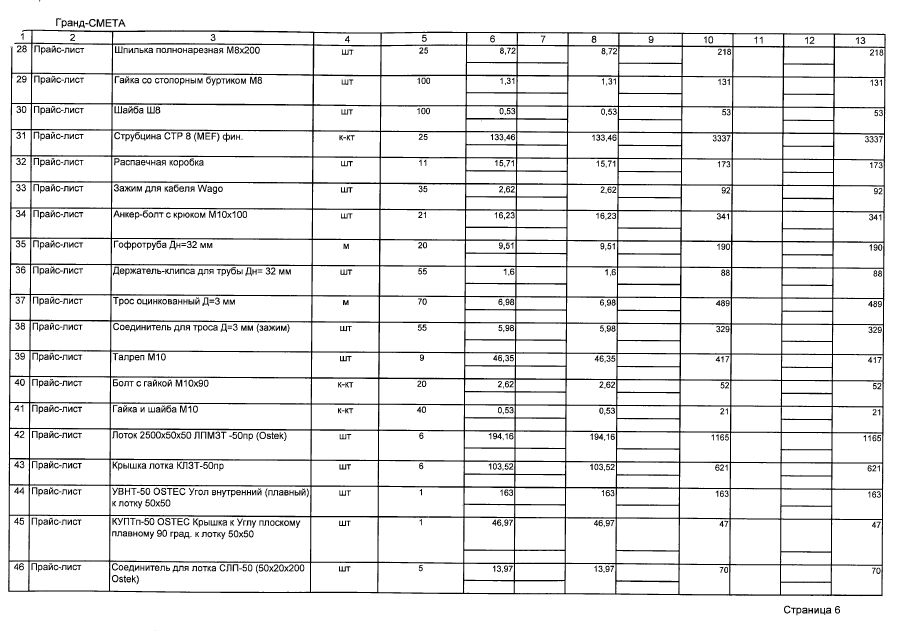 Гранд-СМЕТА
1 2 3 4 5 6 7 8 9 10 11 12 13
28 Прайс-лист Шпилька полнонарезная М8х200 шт 25 8,72 8,72 218 218
29 Прайс-лист Гайка со стопорным буртиком М8 шт 100 1,31 1,31 131 131
30 Прайс-лист Шайба Ш8 шт 100 0,53 0,53 53 53
31 Прайс-лист Струбцина СТР 8 (MEF) фин. к-кт 25 133,46 133,46 3337 3337
32 Прайс-лист Распаечная коробка шт 11 15,71 15,71 173 173
33 Прайс-лист Зажим для кабеля Wago шт 35 2,62 2,62 92 92
34 Прайс-лист Анкер-болт с крюком М10х100 шт 21 16,23 16,23 341 341
35 Прайс-лист Гофротруба Дн=32 мм м 20 9,51 9,51 190 190
36 Прайс-лист Держатель-клипса для трубы Дн= 32 мм шт 55 1,6 1,6 88 88
37 Прайс-лист Трос оцинкованный Д=3 мм м 70 6,98 6,98 489 489
38 Прайс-лист Соединитель для троса Д=3 мм (зажим) шт 55 5,98 5,98 329 329
39 Прайс-лист Талреп М10 шт 9 46,35 46,35 417 417
40 Прайс-лист Болт с гайкой М10х90 к-кт 20 2,62 2,62 52 52
41 Прайс-лист Гайка и шайба М10 к-кт 40 0,53 0,53 21 21
42 Прайс-лист Лоток 2500х50х50 ЛПМЗТ -50пр (Ostek) шт 6 194,16 194,16 1165 1165
43 Прайс-лист Крышка лотка КЛЗТ-50пр шт 6 103,52 103,52 621 621
44 Прайс-лист УВНТ-50 OSTEC Угол внутренний (плавный) шт 1 163 163 163 163
к лотку 50х50
45 Прайс-лист КУПТп-50 OSTEC Крышка к Углу плоскому шт 1 46,97 46,97 47 47
плавному 90 град. к лотку 50х50
46 Прайс-лист Соединитель для лотка СЛП-50 (50х20х200 шт 5 13,97 13,97 70 70
Ostek)
Страница 6